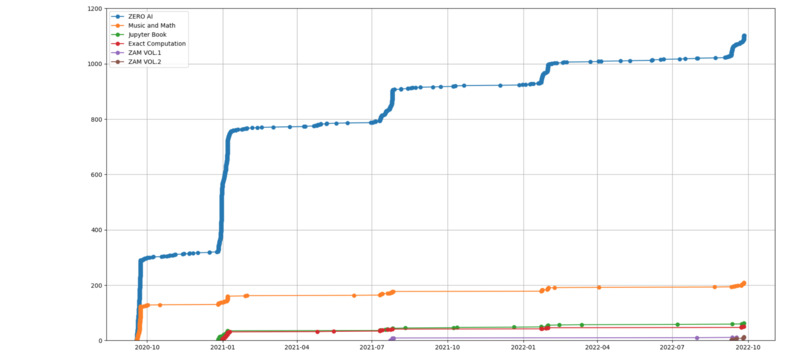 1200
1000
800
600
400
200
0
ZERO AI
Music and Math
Jupyter Book
Exact Computation
ZAM VOL.1
ZAM VOL.2
2020-10
2021-01
2021-04
2021-07
2021-10
2022-01
2022-04
2022-07
2022-10